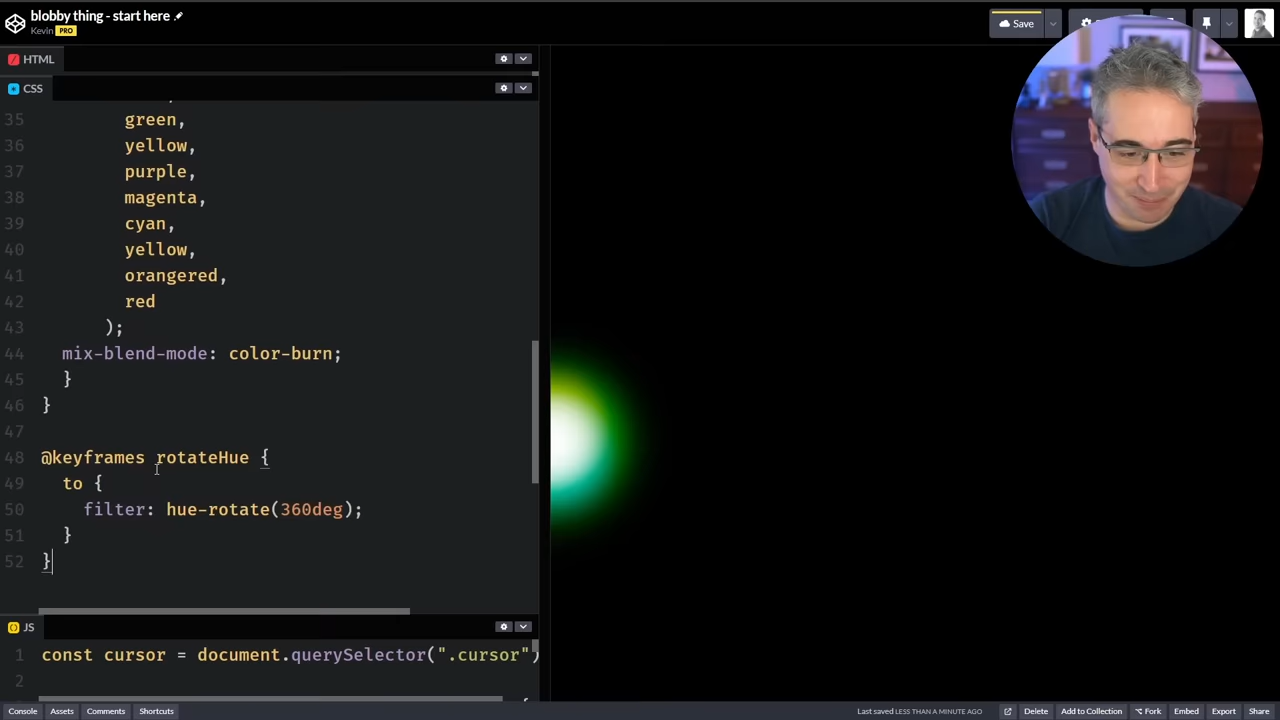 blobby thing - start here
Kevin PRO
Save
HTML
CSS
35 green,
36 yellow,
37 purple,
38 magenta,
39 cyan,
40 yellow,
41 orangered,
42 red
43 );
44 mix-blend-mode: color-burn;
45 }
46 }
47
48 @keyframes rotateHue {
49 to {
50 filter: hue-rotate(360deg);
51 }
52 }
JS
1 const cursor = document.querySelector(".cursor")
2
Console Assets Comments Shortcuts Last saved LESS THAN A MINUTE AGO Delete Add to Collection Fork Embed Export Share